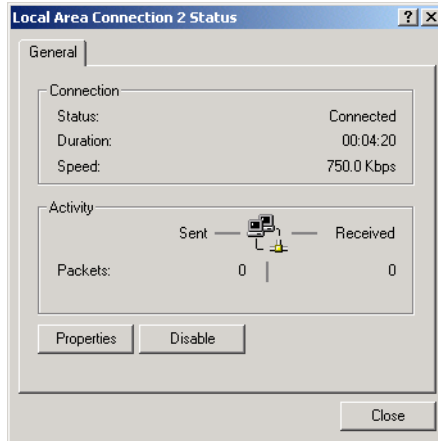 Local Area Connection 2 Status
General
Connection
Status: Connected
Duration: 00:04:20
Speed: 750.0 Kbps
Activity
Sent Received
Packets: 0 0
Properties Disable
Close